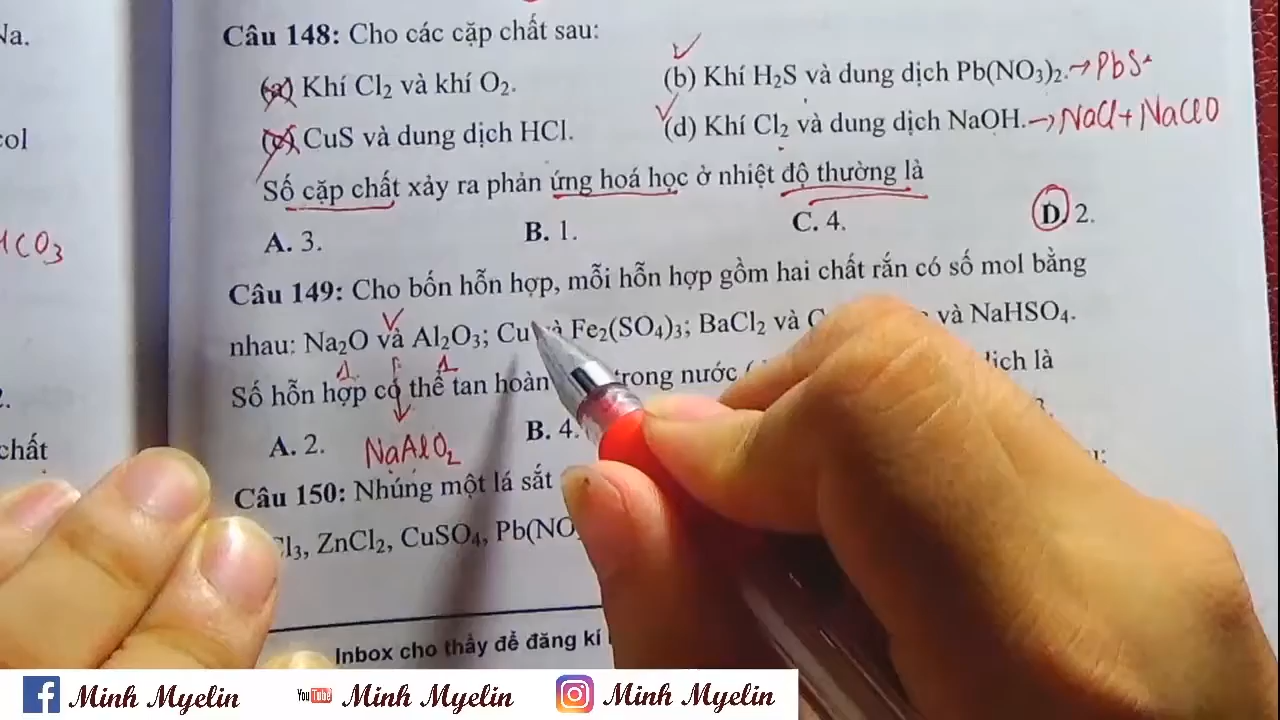 Na.
Câu 148: Cho các cặp chất sau:
(a) Khí Cl₂ và khí O₂.
(b) Khí H₂S và dung dịch Pb(NO₃)₂.→PbS
(c) CuS và dung dịch HCl.
(d) Khí Cl₂ và dung dịch NaOH.→NaCl + NaClO
col
Số cặp chất xảy ra phản ứng hoá học ở nhiệt độ thường là
A. 3. B. 1. C. 4. D. 2.
HCO₃
Câu 149: Cho bốn hỗn hợp, mỗi hỗn hợp gồm hai chất rắn có số mol bằng
nhau: Na₂O và Al₂O₃; Cu và Fe₂(SO₄)₃; BaCl₂ và và NaHSO₄.
1 1
Số hỗn hợp có thể tan hoàn trong nước dịch là
A. 2. B. 4.
NaAlO₂
chất
Câu 150: Nhúng một lá sắt
Cl₃, ZnCl₂, CuSO₄, Pb(NO
Inbox cho thầy để đăng kí
Minh Myelin
YouTube Minh Myelin
Minh Myelin